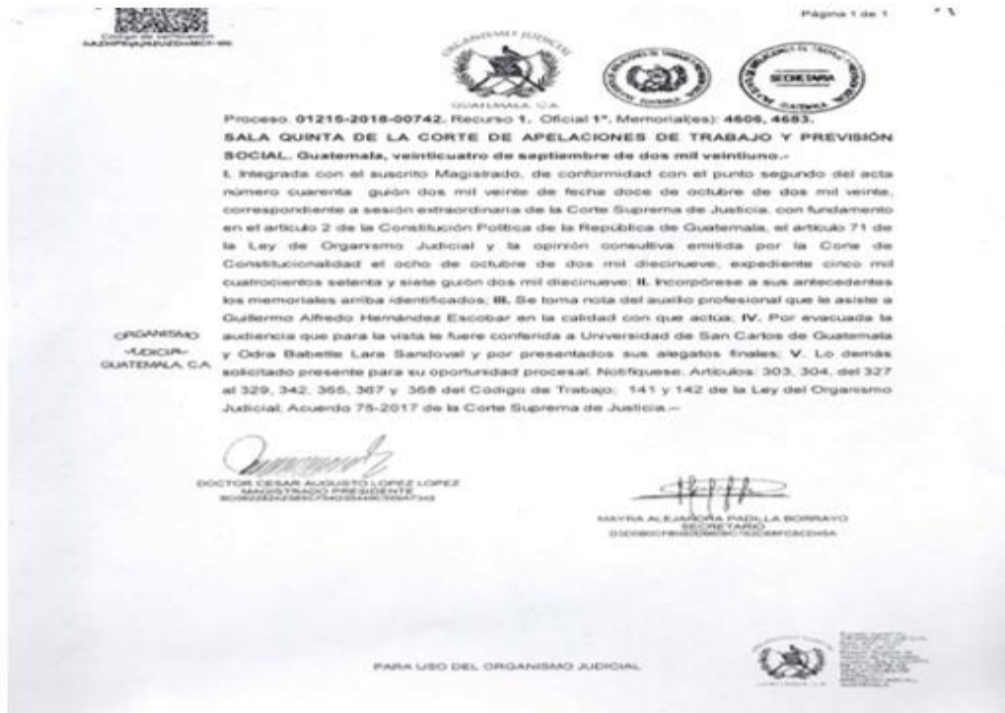 Página 1 de 1
Código de verificación
ORGANISMO JUDICIAL
GUATEMALA, C.A.
SECRETARIA
GUATEMALA
Proceso. 01215-2018-00742. Recurso 1. Oficial 1°. Memorial(es): 4606, 4683.
SALA QUINTA DE LA CORTE DE APELACIONES DE TRABAJO Y PREVISIÓN
SOCIAL. Guatemala, veinticuatro de septiembre de dos mil veintiuno.-
I. Integrada con el suscrito Magistrado, de conformidad con el punto segundo del acta
número cuarenta guión dos mil veinte de fecha doce de octubre de dos mil veinte,
correspondiente a sesión extraordinaria de la Corte Suprema de Justicia, con fundamento
en el artículo 2 de la Constitución Política de la República de Guatemala, el artículo 71 de
la Ley de Organismo Judicial y la opinión consultiva emitida por la Corte de
Constitucionalidad el ocho de octubre de dos mil diecinueve, expediente cinco mil
cuatrocientos setenta y siete guión dos mil diecinueve; II. Incorpórese a sus antecedentes
los memoriales arriba identificados; III. Se toma nota del auxilio profesional que le asiste a
Guillermo Alfredo Hernández Escobar en la calidad con que actúa; IV. Por evacuada la
audiencia que para la vista le fuere conferida a Universidad de San Carlos de Guatemala
y Odra Babette Lara Sandoval y por presentados sus alegatos finales; V. Lo demás
solicitado presente para su oportunidad procesal. Notifíquese. Artículos: 303, 304, del 327
al 329, 342, 365, 367 y 368 del Código de Trabajo; 141 y 142 de la Ley del Organismo
Judicial; Acuerdo 75-2017 de la Corte Suprema de Justicia.—
ORGANISMO
JUDICIAL
GUATEMALA, C.A.
DOCTOR CESAR AUGUSTO LOPEZ LOPEZ
MAGISTRADO PRESIDENTE
MAYRA ALEJANDRA PADILLA BORRAYO
SECRETARIO
PARA USO DEL ORGANISMO JUDICIAL